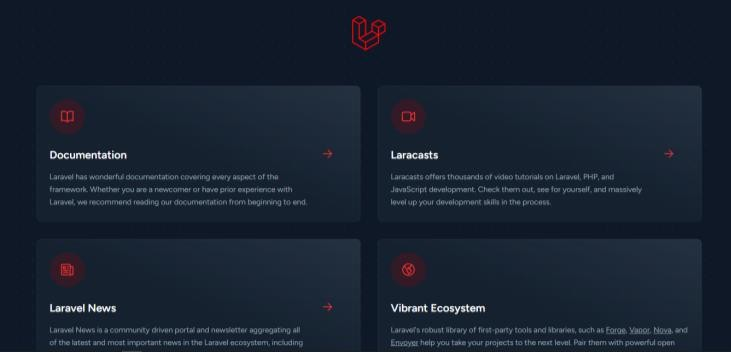 Documentation
Laravel has wonderful documentation covering every aspect of the
framework. Whether you are a newcomer or have prior experience with
Laravel, we recommend reading our documentation from beginning to end.
Laracasts
Laracasts offers thousands of video tutorials on Laravel, PHP, and
JavaScript development. Check them out, see for yourself, and massively
level up your development skills in the process.
Laravel News
Laravel News is a community driven portal and newsletter aggregating all
of the latest and most important news in the Laravel ecosystem, including
Vibrant Ecosystem
Laravel's robust library of first-party tools and libraries, such as Forge, Vapor, Nova, and
Envoyer help you take your projects to the next level. Pair them with powerful open